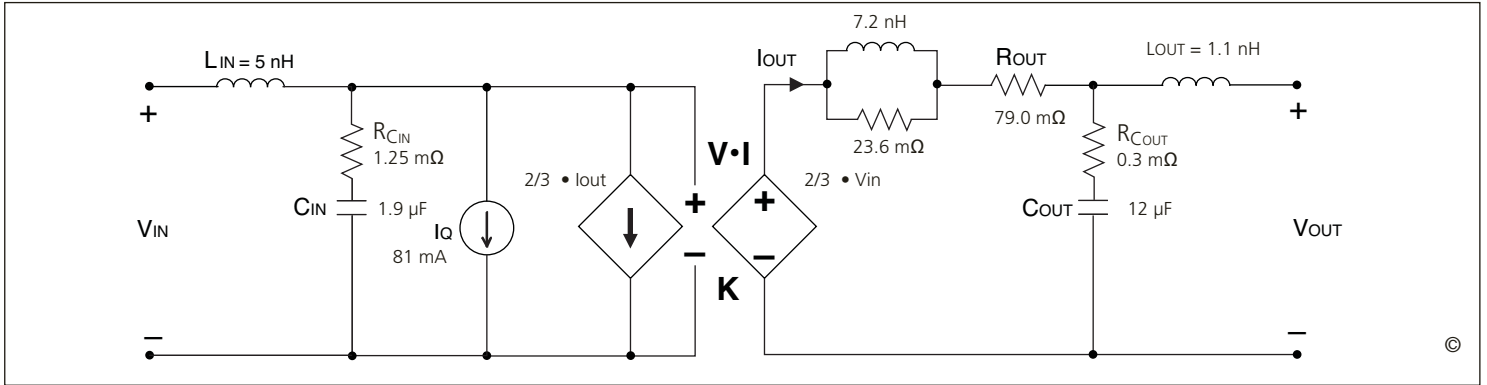 7.2 nH
LIN = 5 nH
IOUT
ROUT
LOUT = 1.1 nH
+
+
RCIN
1.25 mΩ
23.6 mΩ
79.0 mΩ
RCOUT
0.3 mΩ
V•I
2/3 • Iout
+
+
2/3 • Vin
CIN
1.9 µF
COUT
12 µF
VIN
IQ
81 mA
VOUT
–
–
K
–
–
©